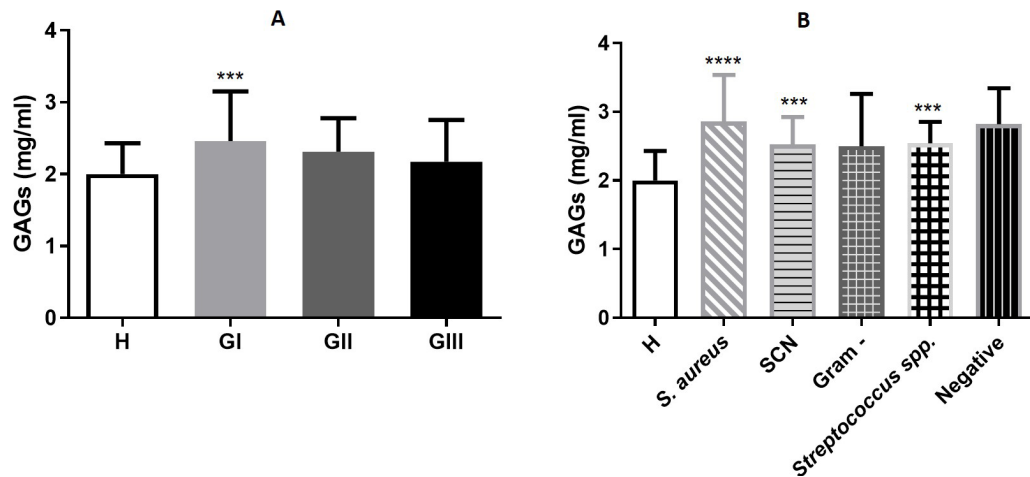 A
GAGs (mg/ml)
4
3
2
1
0
***
H
GI
GII
GIII
B
GAGs (mg/ml)
4
3
2
1
0
****
***
***
H
S. aureus
SCN
Gram -
Streptococcus spp.
Negative